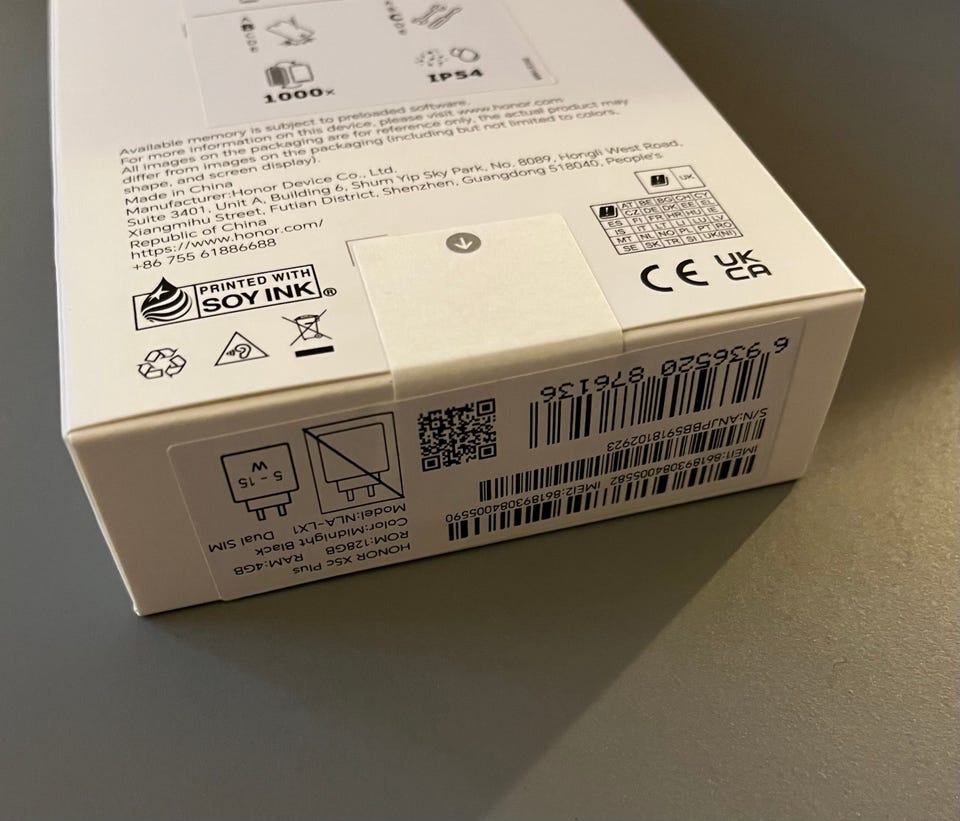 ABCDE
ABCDE
1000×
IP54
Available memory is subject to preloaded software.
For more information on this device, please visit www.honor.com
All images on the packaging are for reference only, the actual product may
differ from images on the packaging (including but not limited to colors,
shape, and screen display).
Made in China
Manufacturer:Honor Device Co., Ltd.
Suite 3401, Unit A, Building 6, Shum Yip Sky Park, No. 8089, Hongli West Road,
Xiangmihu Street, Futian District, Shenzhen, Guangdong 518040, People's
Republic of China
https://www.honor.com/
+86 755 61886688
UK
AT BE BG CH CY
CZ DE DK EE EL
ES FI FR HR HU
IS IT LT LU LV
MT NL NO PL PT RO
SE SK TR SI UK(NI)
CE UK
CA
PRINTED WITH
SOY INK®
HONOR X5c Plus
ROM:128GB RAM:4GB
Color:Midnight Black
Model:NLA-LX1 Dual SIM
5 - 15
W
IMEI1:861893084005582 IMEI2:861893084005590
S/N:ANJPBB5918102923
6 936520 876136